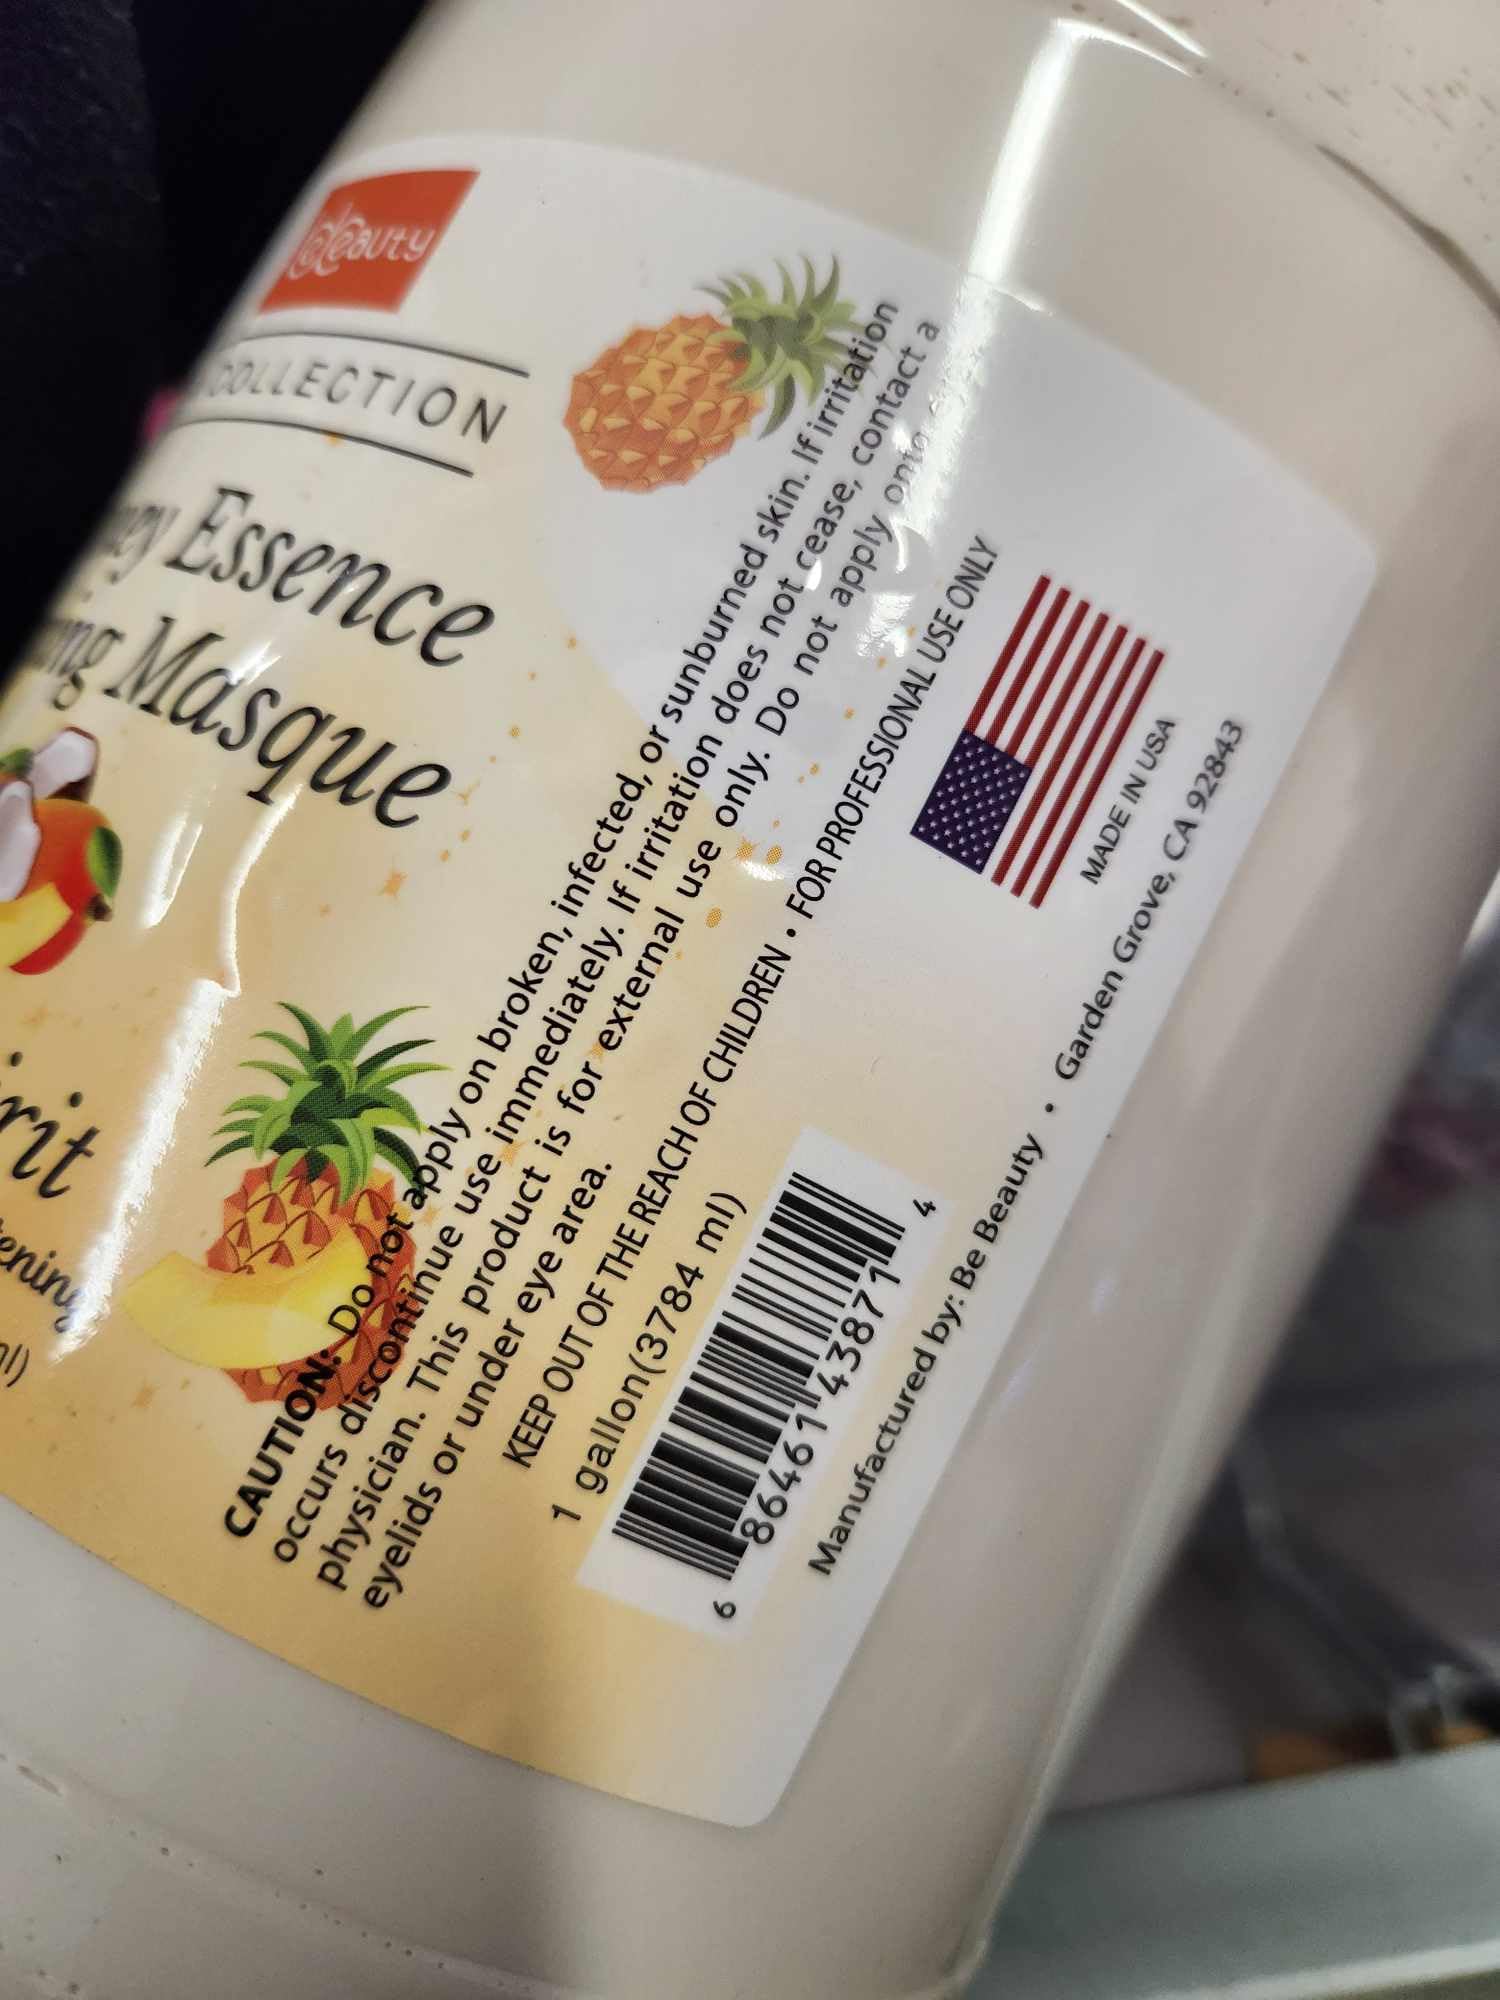 BeBeauty
COLLECTION
Essence
Masque
CAUTION: Do not apply on broken, infected, or sunburned skin. If irritation
occurs discontinue use immediately. If irritation does not cease, contact a
physician. This product is for external use only. Do not apply onto
eyelids or under eye area.
KEEP OUT OF THE REACH OF CHILDREN • FOR PROFESSIONAL USE ONLY
1 gallon(3784 ml)
6 86461 43871 4
MADE IN USA
Manufactured by: Be Beauty • Garden Grove, CA 92843